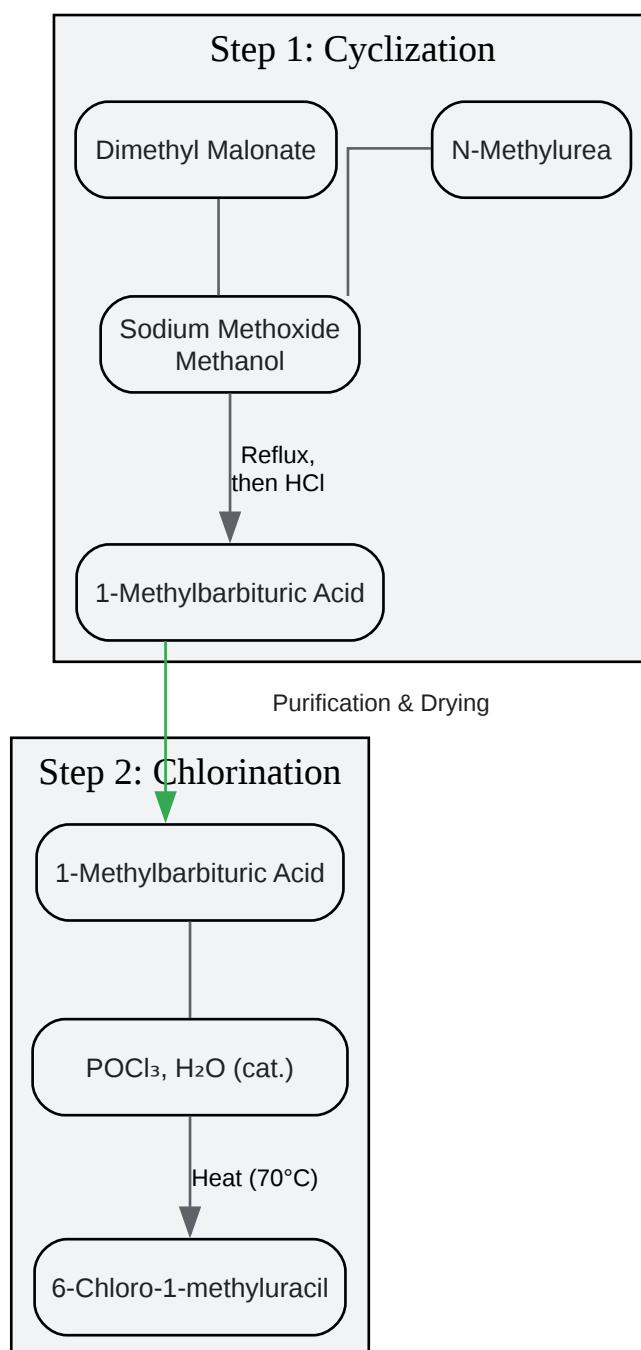 Step 1: Cyclization
Dimethyl Malonate
N-Methylurea
Sodium Methoxide
Methanol
Reflux,
then HCl
1-Methylbarbituric Acid
Purification & Drying
Step 2: Chlorination
1-Methylbarbituric Acid
POCl₃, H₂O (cat.)
Heat (70°C)
6-Chloro-1-methyluracil